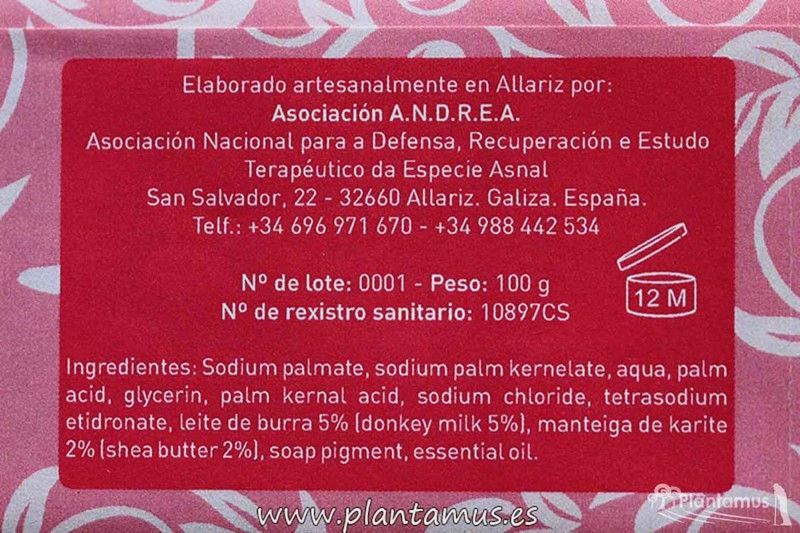 Elaborado artesanalmente en Allariz por:
Asociación A.N.D.R.E.A.
Asociación Nacional para a Defensa, Recuperación e Estudo
Terapéutico da Especie Asnal
San Salvador, 22 - 32660 Allariz. Galiza. España.
Telf.: +34 696 971 670 - +34 988 442 534
Nº de lote: 0001 - Peso: 100 g
Nº de rexistro sanitario: 10897CS
12 M
Ingredientes: Sodium palmate, sodium palm kernelate, aqua, palm
acid, glycerin, palm kernal acid, sodium chloride, tetrasodium
etidronate, leite de burra 5% (donkey milk 5%), manteiga de karite
2% (shea butter 2%), soap pigment, essential oil.
Plantamus
www.plantamus.es